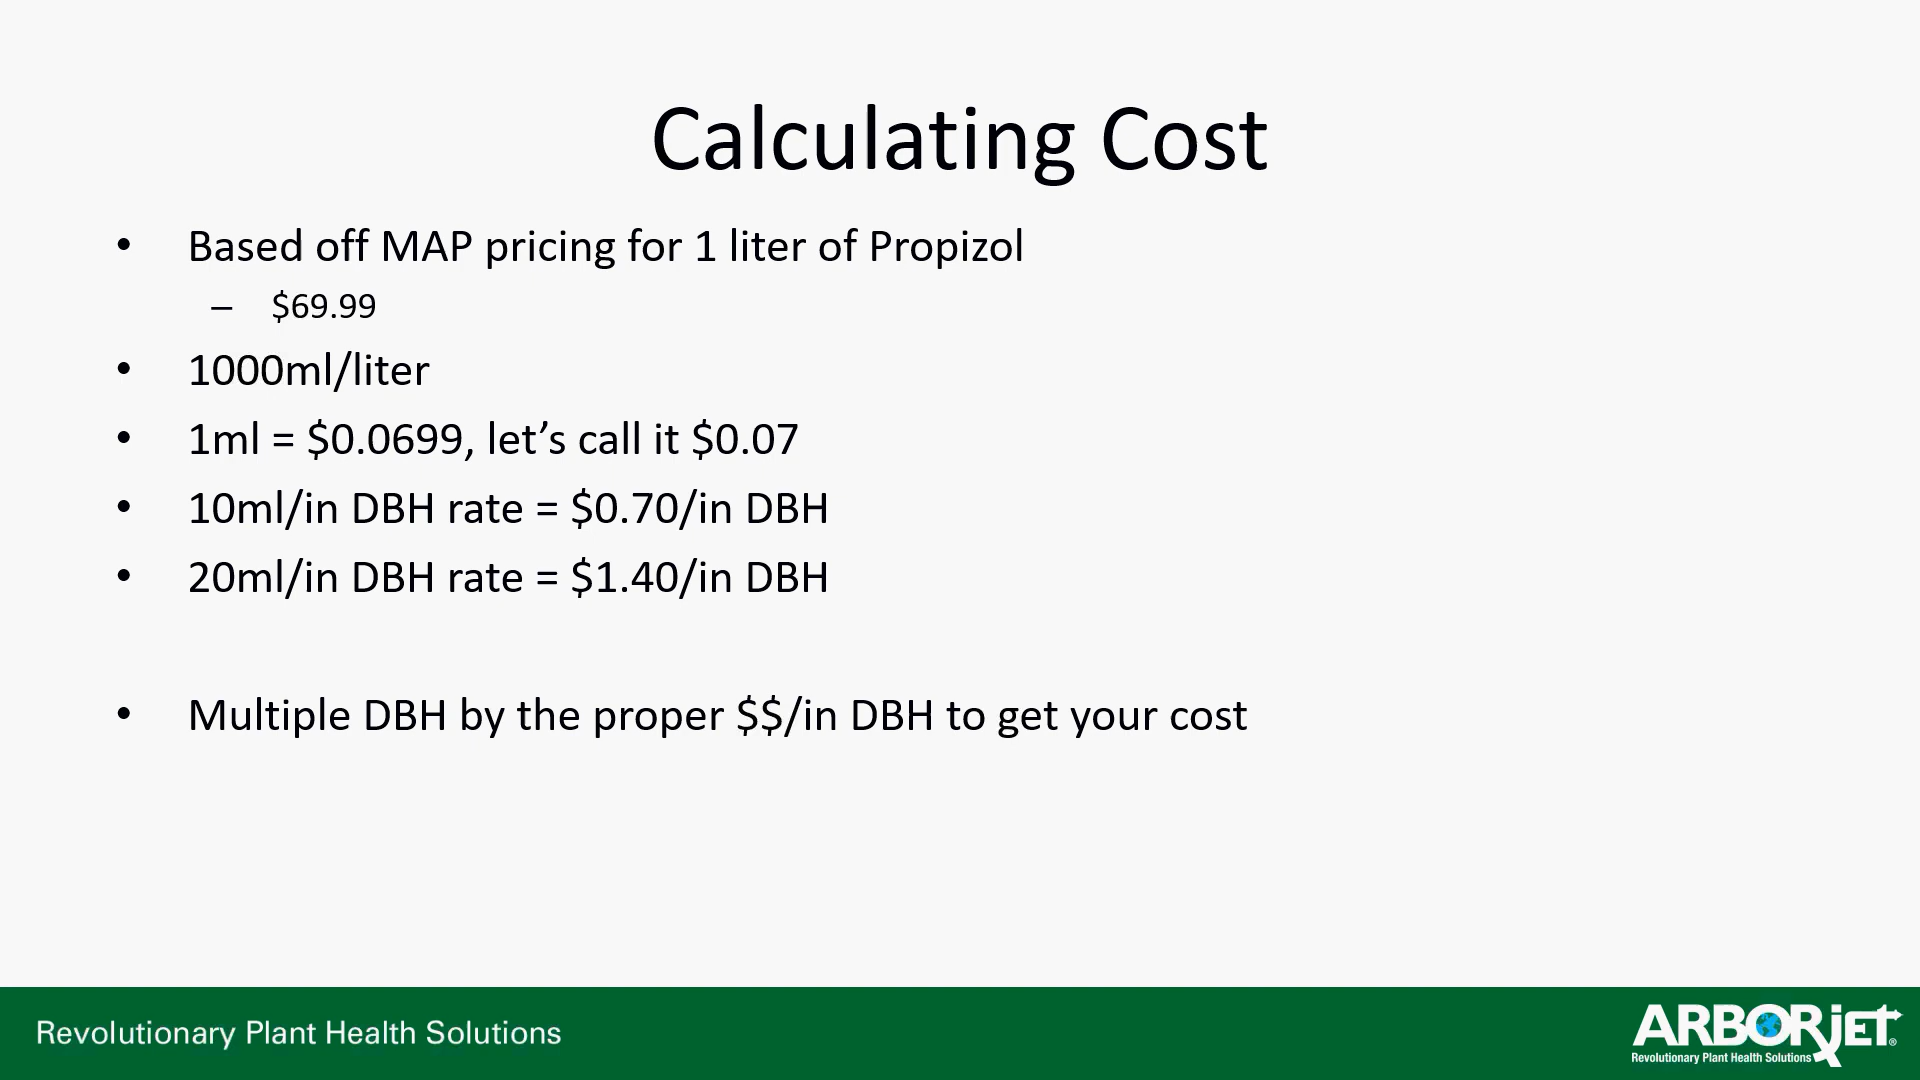 Calculating Cost
• Based off MAP pricing for 1 liter of Propizol
– $69.99
• 1000ml/liter
• 1ml = $0.0699, let’s call it $0.07
• 10ml/in DBH rate = $0.70/in DBH
• 20ml/in DBH rate = $1.40/in DBH
• Multiple DBH by the proper $$/in DBH to get your cost
Revolutionary Plant Health Solutions
ARBORjET®
Revolutionary Plant Health Solutions